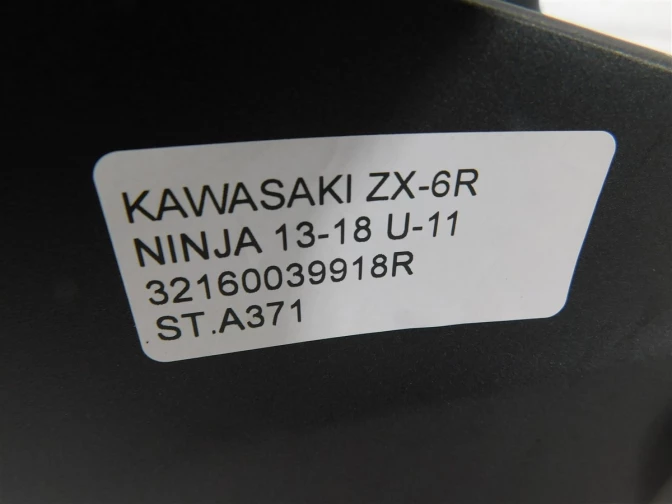 KAWASAKI ZX-6R
NINJA 13-18 U-11
32160039918R
ST.A371